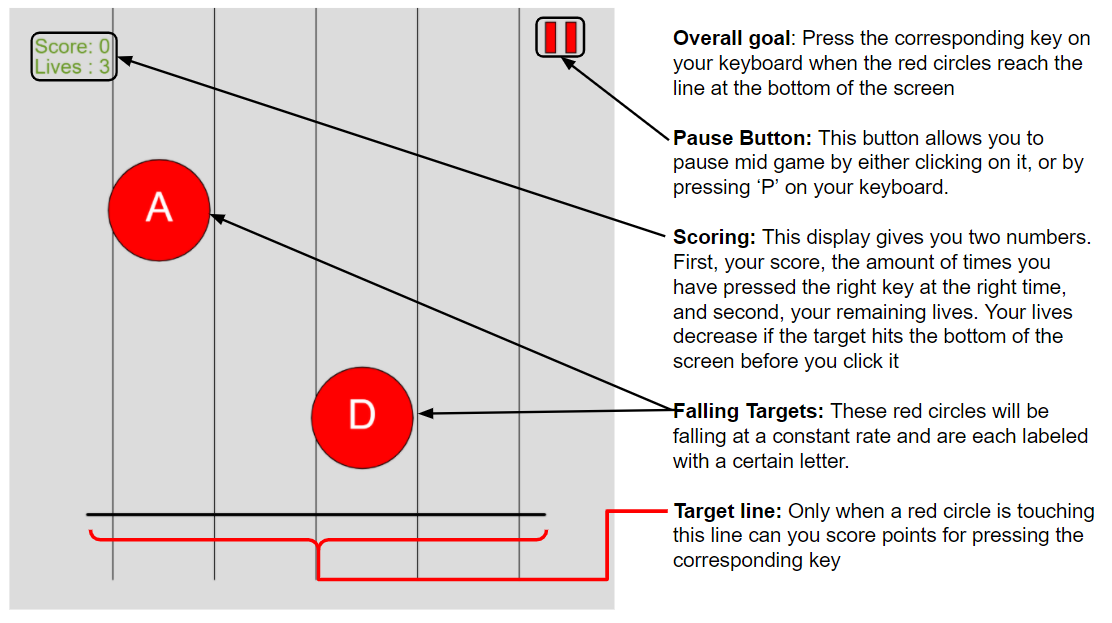 Score: 0
Lives : 3
A
D
Overall goal: Press the corresponding key on
your keyboard when the red circles reach the
line at the bottom of the screen
Pause Button: This button allows you to
pause mid game by either clicking on it, or by
pressing ‘P’ on your keyboard.
Scoring: This display gives you two numbers.
First, your score, the amount of times you
have pressed the right key at the right time,
and second, your remaining lives. Your lives
decrease if the target hits the bottom of the
screen before you click it
Falling Targets: These red circles will be
falling at a constant rate and are each labeled
with a certain letter.
Target line: Only when a red circle is touching
this line can you score points for pressing the
corresponding key